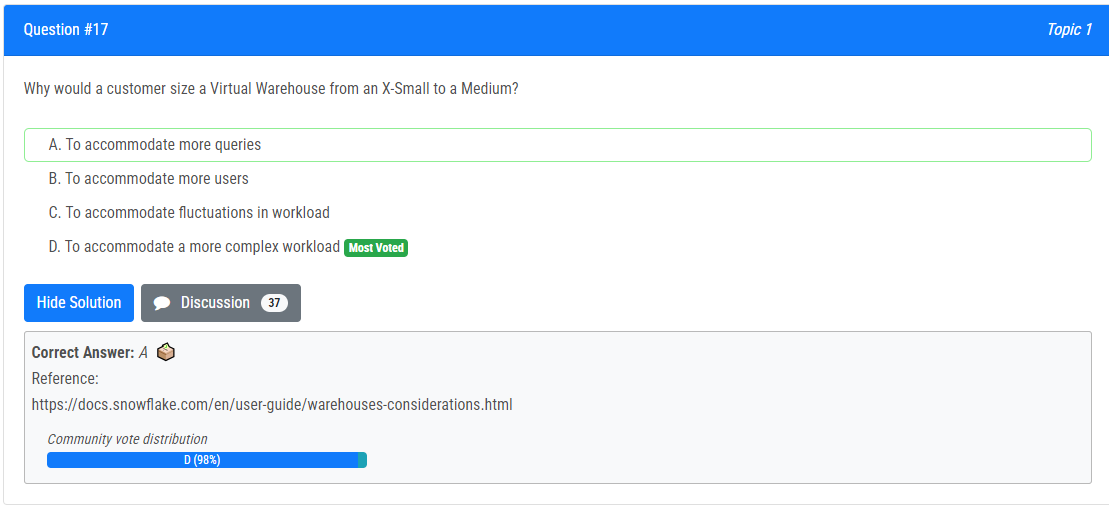 Question #17
Topic 1
Why would a customer size a Virtual Warehouse from an X-Small to a Medium?
A. To accommodate more queries
B. To accommodate more users
C. To accommodate fluctuations in workload
D. To accommodate a more complex workload Most Voted
Hide Solution
Discussion 37
Correct Answer: A
Reference:
https://docs.snowflake.com/en/user-guide/warehouses-considerations.html
Community vote distribution
D (98%)